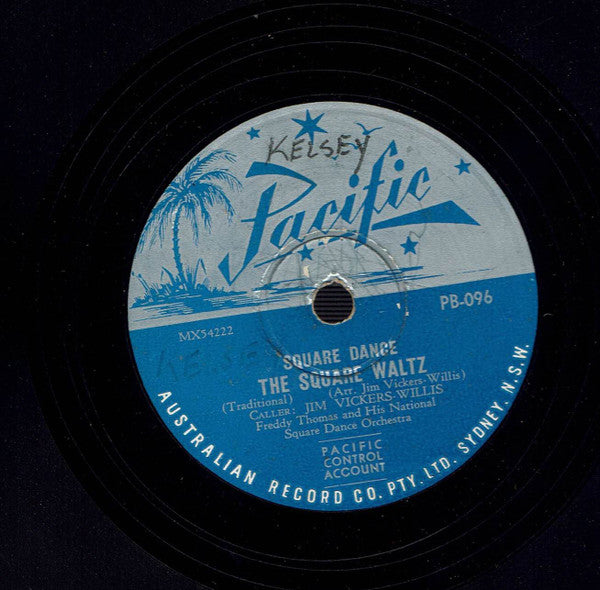 KELSEY
Pacific
PB-096
MX54222
KELSEY
SQUARE DANCE
THE SQUARE WALTZ
(Traditional) (Arr. Jim Vickers-Willis)
CALLER: JIM VICKERS-WILLIS
Freddy Thomas and His National
Square Dance Orchestra
PACIFIC
CONTROL
ACCOUNT
AUSTRALIAN RECORD CO. PTY. LTD. SYDNEY, N.S.W.